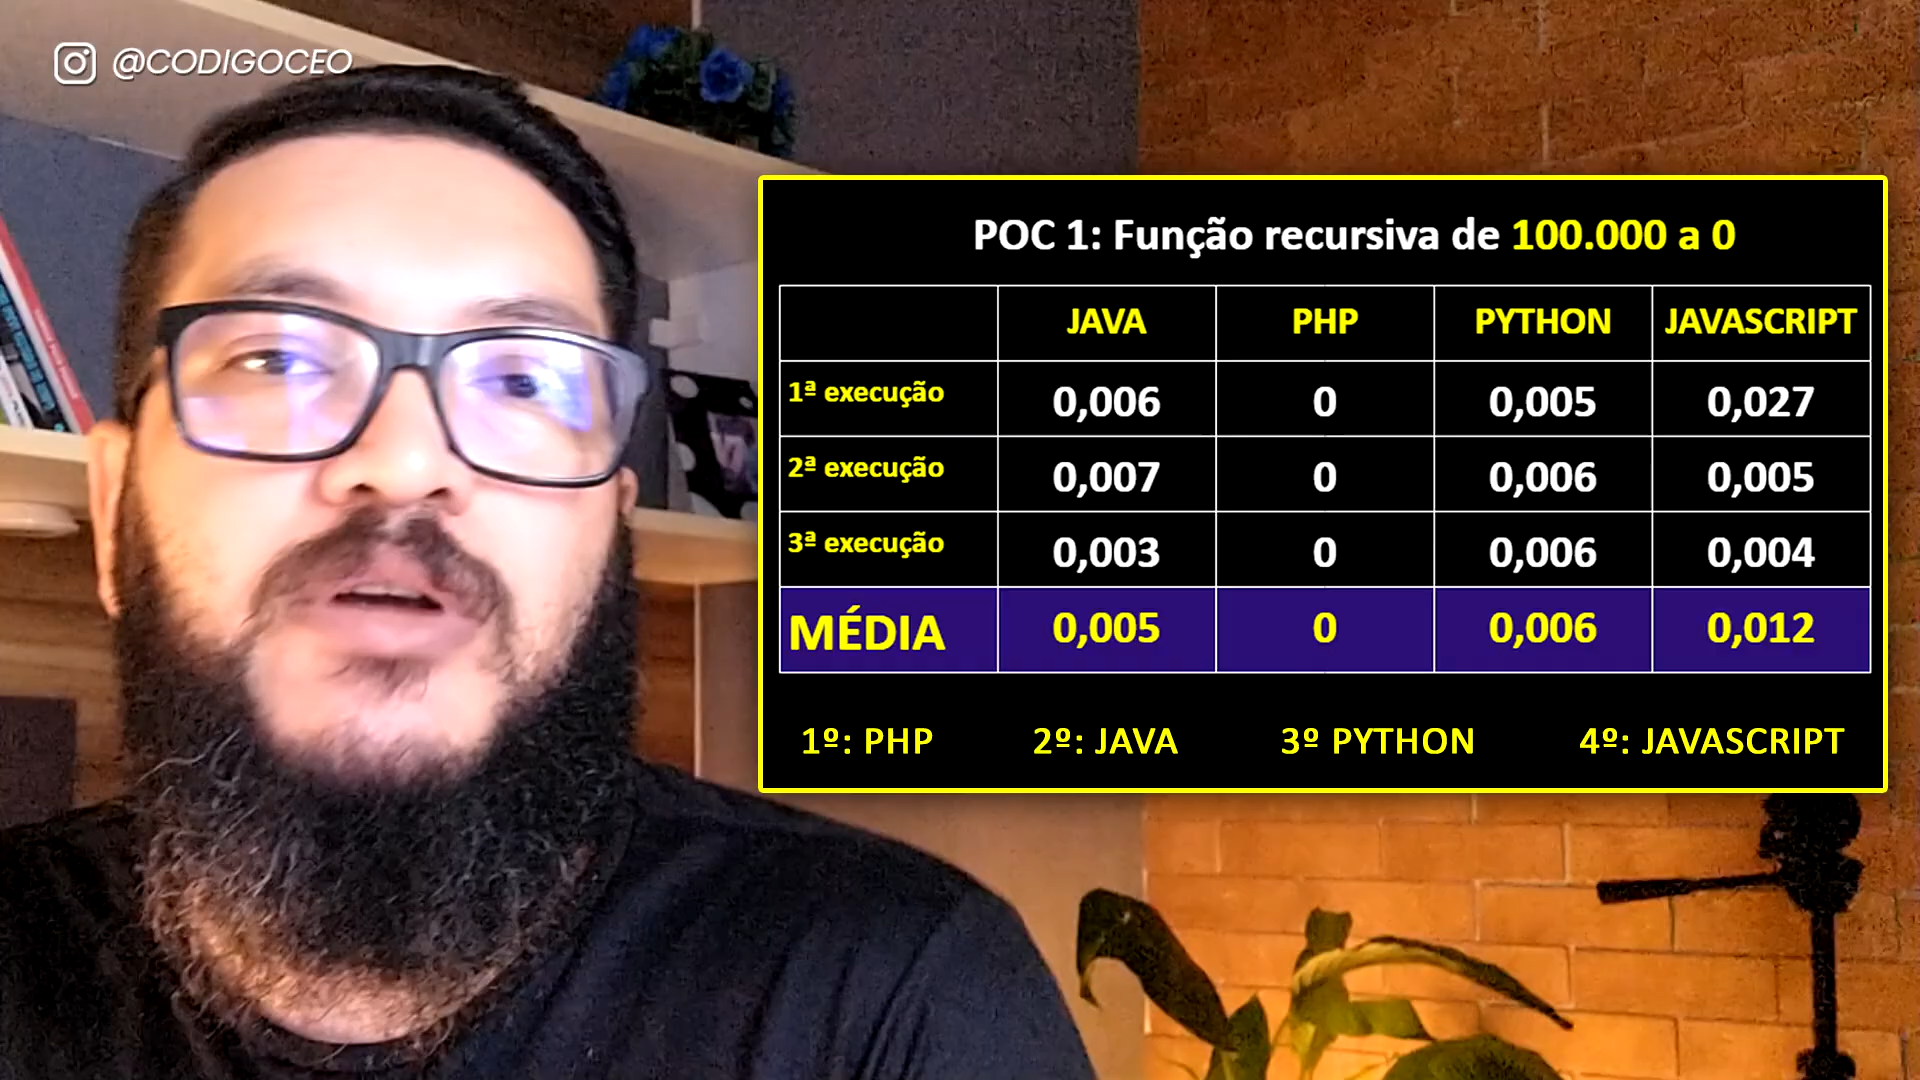 @CODIGOCEO
POC 1: Função recursiva de 100.000 a 0
JAVA PHP PYTHON JAVASCRIPT
1ª execução 0,006 0 0,005 0,027
2ª execução 0,007 0 0,006 0,005
3ª execução 0,003 0 0,006 0,004
MÉDIA 0,005 0 0,006 0,012
1º: PHP 2º: JAVA 3º PYTHON 4º: JAVASCRIPT